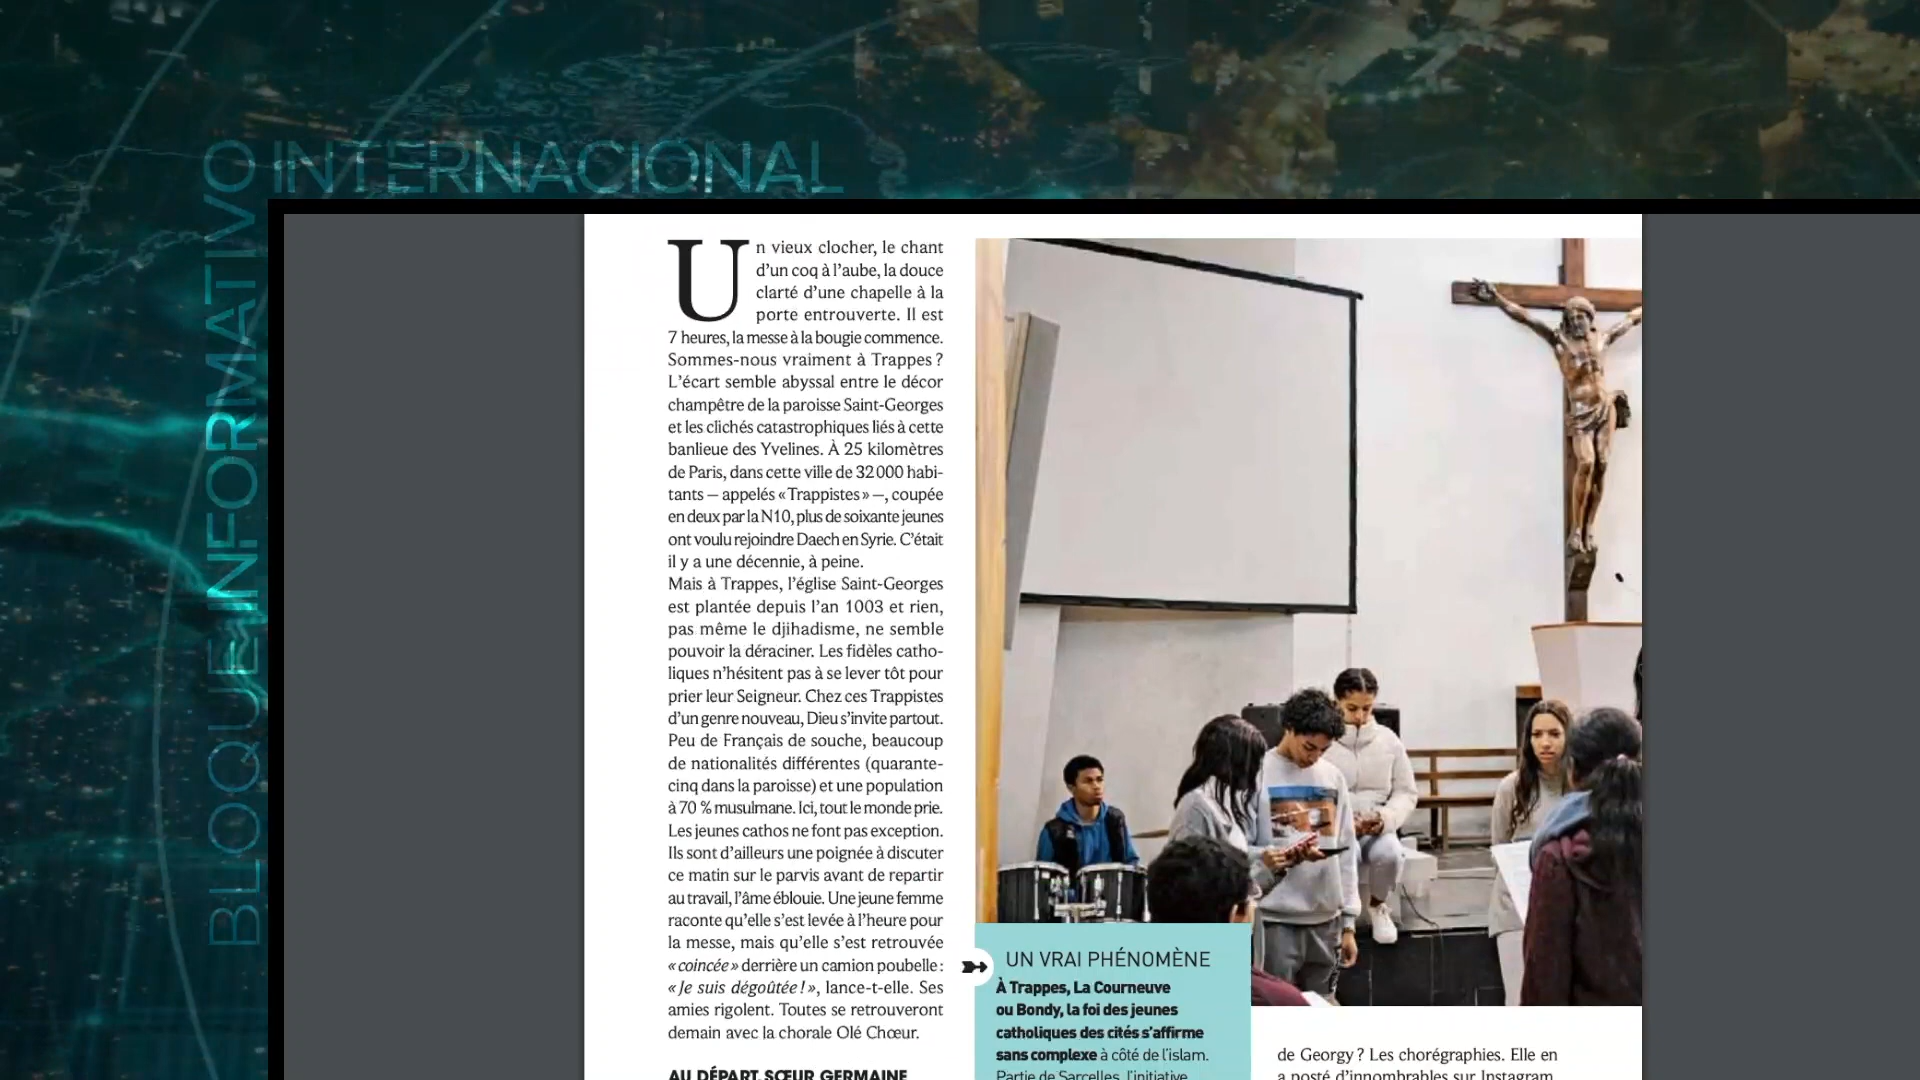 BLOQUE INFORMATIVO
INTERNACIONAL
Un vieux clocher, le chant
d’un coq à l’aube, la douce
clarté d’une chapelle à la
porte entrouverte. Il est
7 heures, la messe à la bougie commence.
Sommes-nous vraiment à Trappes ?
L’écart semble abyssal entre le décor
champêtre de la paroisse Saint-Georges
et les clichés catastrophiques liés à cette
banlieue des Yvelines. À 25 kilomètres
de Paris, dans cette ville de 32 000 habi-
tants – appelés « Trappistes » –, coupée
en deux par la N10, plus de soixante jeunes
ont voulu rejoindre Daech en Syrie. C’était
il y a une décennie, à peine.
Mais à Trappes, l’église Saint-Georges
est plantée depuis l’an 1003 et rien,
pas même le djihadisme, ne semble
pouvoir la déraciner. Les fidèles catho-
liques n’hésitent pas à se lever tôt pour
prier leur Seigneur. Chez ces Trappistes
d’un genre nouveau, Dieu s’invite partout.
Peu de Français de souche, beaucoup
de nationalités différentes (quarante-
cinq dans la paroisse) et une population
à 70 % musulmane. Ici, tout le monde prie.
Les jeunes cathos ne font pas exception.
Ils sont d’ailleurs une poignée à discuter
ce matin sur le parvis avant de repartir
au travail, l’âme éblouie. Une jeune femme
raconte qu’elle s’est levée à l’heure pour
la messe, mais qu’elle s’est retrouvée
« coincée » derrière un camion poubelle :
« Je suis dégoûtée ! », lance-t-elle. Ses
amies rigolent. Toutes se retrouveront
demain avec la chorale Olé Chœur.
AU DÉPART, SŒUR GERMAINE
UN VRAI PHÉNOMÈNE
À Trappes, La Courneuve
ou Bondy, la foi des jeunes
catholiques des cités s’affirme
sans complexe à côté de l’islam.
Partie de Sarcelles, l’initiative
de Georgy ? Les chorégraphies. Elle en
a posté d’innombrables sur Instagram